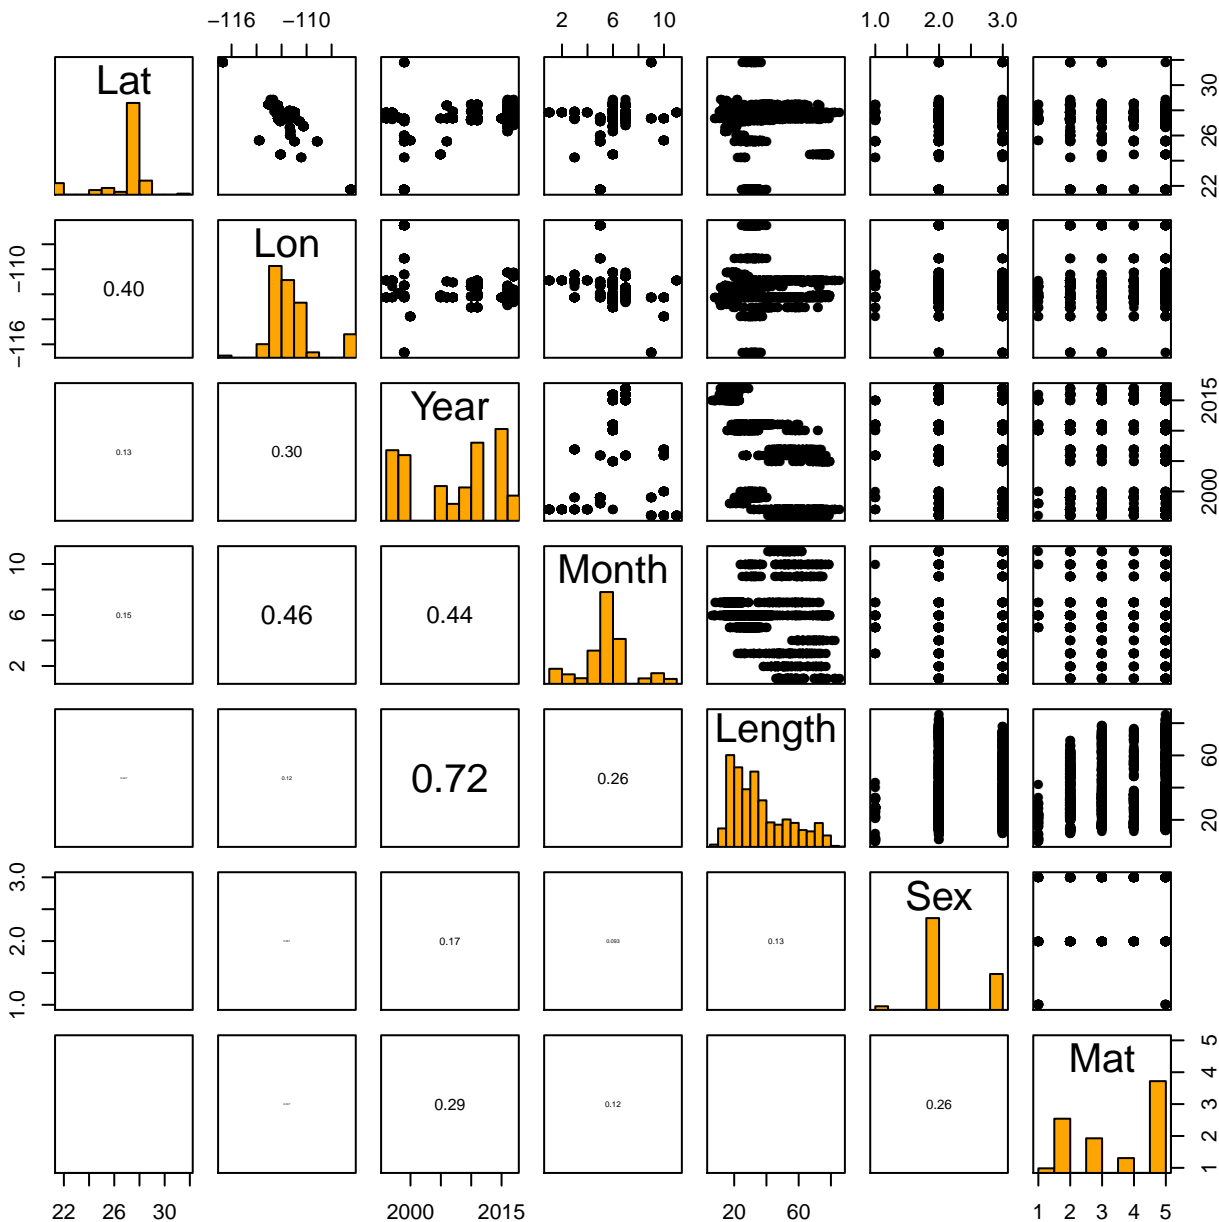 −116 −110 2 6 10 1.0 2.0 3.0
Lat 22 26 30
−116 −110 0.40 Lon
0.13 0.30 Year 2000 2015
2 6 10 0.15 0.46 0.44 Month
0.12 0.72 0.26 Length 20 60
1.0 2.0 3.0 0.17 0.093 0.13 Sex
0.29 0.12 0.26 Mat 1 2 3 4 5
22 26 30 2000 2015 20 60 1 2 3 4 5